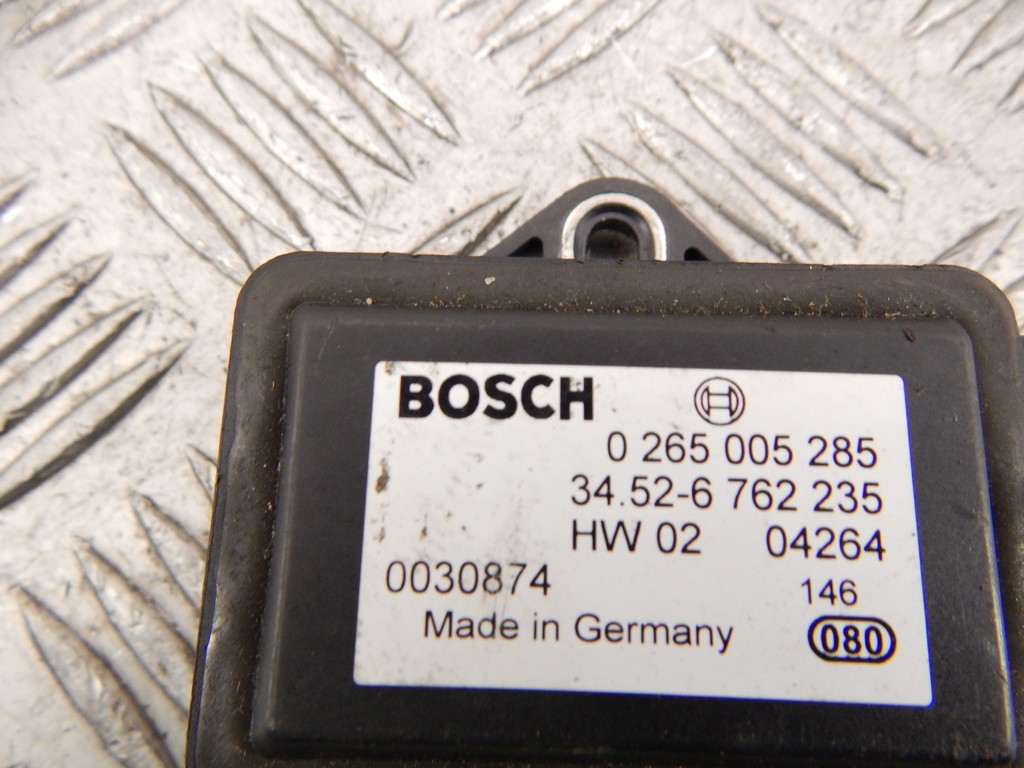 BOSCH
0 265 005 285
34.52-6 762 235
HW 02 04264
0030874 146
Made in Germany 080